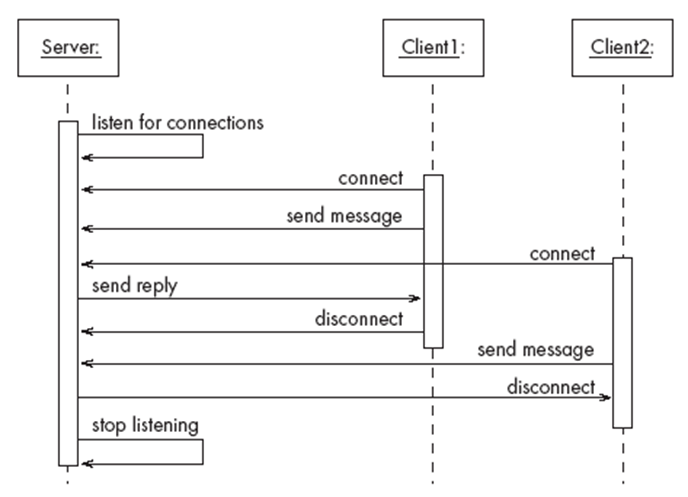 Server:
Client1:
Client2:
listen for connections
connect
send message
connect
send reply
disconnect
send message
disconnect
stop listening